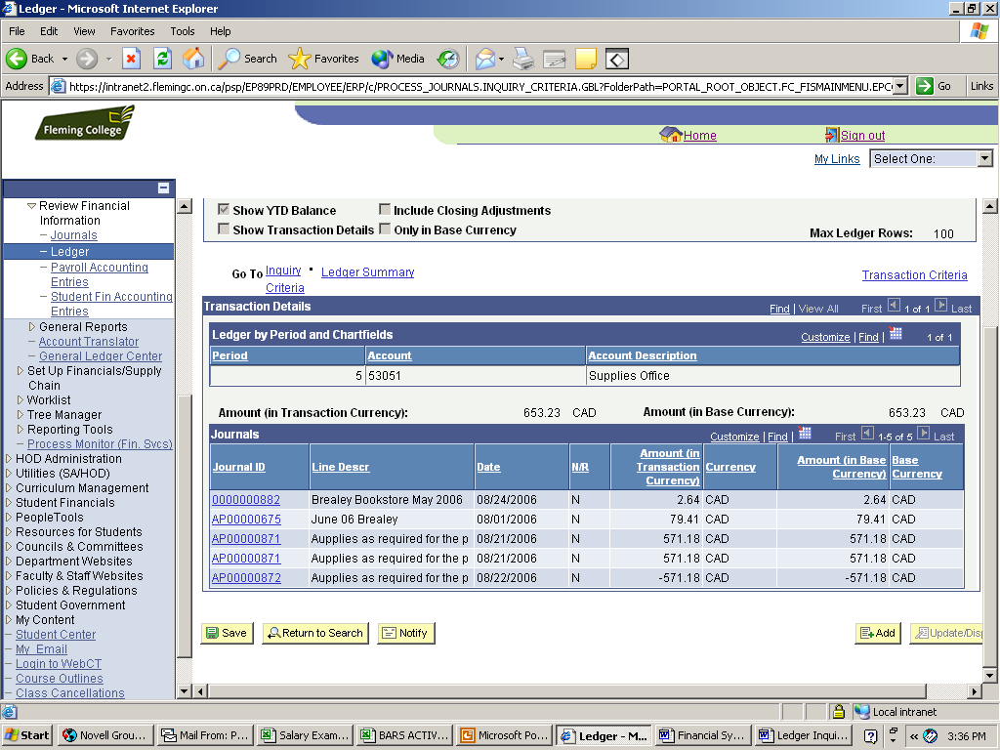 Ledger - Microsoft Internet Explorer
File Edit View Favorites Tools Help
Back Search Favorites Media
Address https://intranet2.flemingc.on.ca/psp/EP89PRD/EMPLOYEE/ERP/c/PROCESS_JOURNALS.INQUIRY_CRITERIA.GBL?FolderPath=PORTAL_ROOT_OBJECT.FC_FISMAINMENU.EPC Go Links
Fleming College
Home Sign out
My Links Select One:
Review Financial
Information
Journals
Ledger
Payroll Accounting
Entries
Student Fin Accounting
Entries
General Reports
Account Translator
General Ledger Center
Set Up Financials/Supply
Chain
Worklist
Tree Manager
Reporting Tools
Process Monitor (Fin. Svcs)
HOD Administration
Utilities (SA/HOD)
Curriculum Management
Student Financials
PeopleTools
Resources for Students
Councils & Committees
Department Websites
Faculty & Staff Websites
Policies & Regulations
Student Government
My Content
Student Center
My Email
Login to WebCT
Course Outlines
Class Cancellations
Show YTD Balance Include Closing Adjustments
Show Transaction Details Only in Base Currency
Max Ledger Rows: 100
Go To Inquiry Criteria Ledger Summary Transaction Criteria
Transaction Details Find | View All First 1 of 1 Last
Ledger by Period and Chartfields Customize | Find | 1 of 1
Period Account Account Description
5 53051 Supplies Office
Amount (in Transaction Currency): 653.23 CAD Amount (in Base Currency): 653.23 CAD
Journals Customize | Find | First 1-5 of 5 Last
Journal ID Line Descr Date N/R Amount (in Transaction Currency) Currency Amount (in Base Currency) Base Currency
0000000882 Brealey Bookstore May 2006 08/24/2006 N 2.64 CAD 2.64 CAD
AP00000675 June 06 Brealey 08/01/2006 N 79.41 CAD 79.41 CAD
AP00000871 Aupplies as required for the p 08/21/2006 N 571.18 CAD 571.18 CAD
AP00000871 Aupplies as required for the p 08/21/2006 N 571.18 CAD 571.18 CAD
AP00000872 Aupplies as required for the p 08/22/2006 N -571.18 CAD -571.18 CAD
Save Return to Search Notify Add Update/Disp
Local intranet
Start Novell Grou... Mail From: P... Salary Exam... BARS ACTIV... Microsoft Po... Ledger - M... Financial Sy... Ledger Inqui... « 3:36 PM